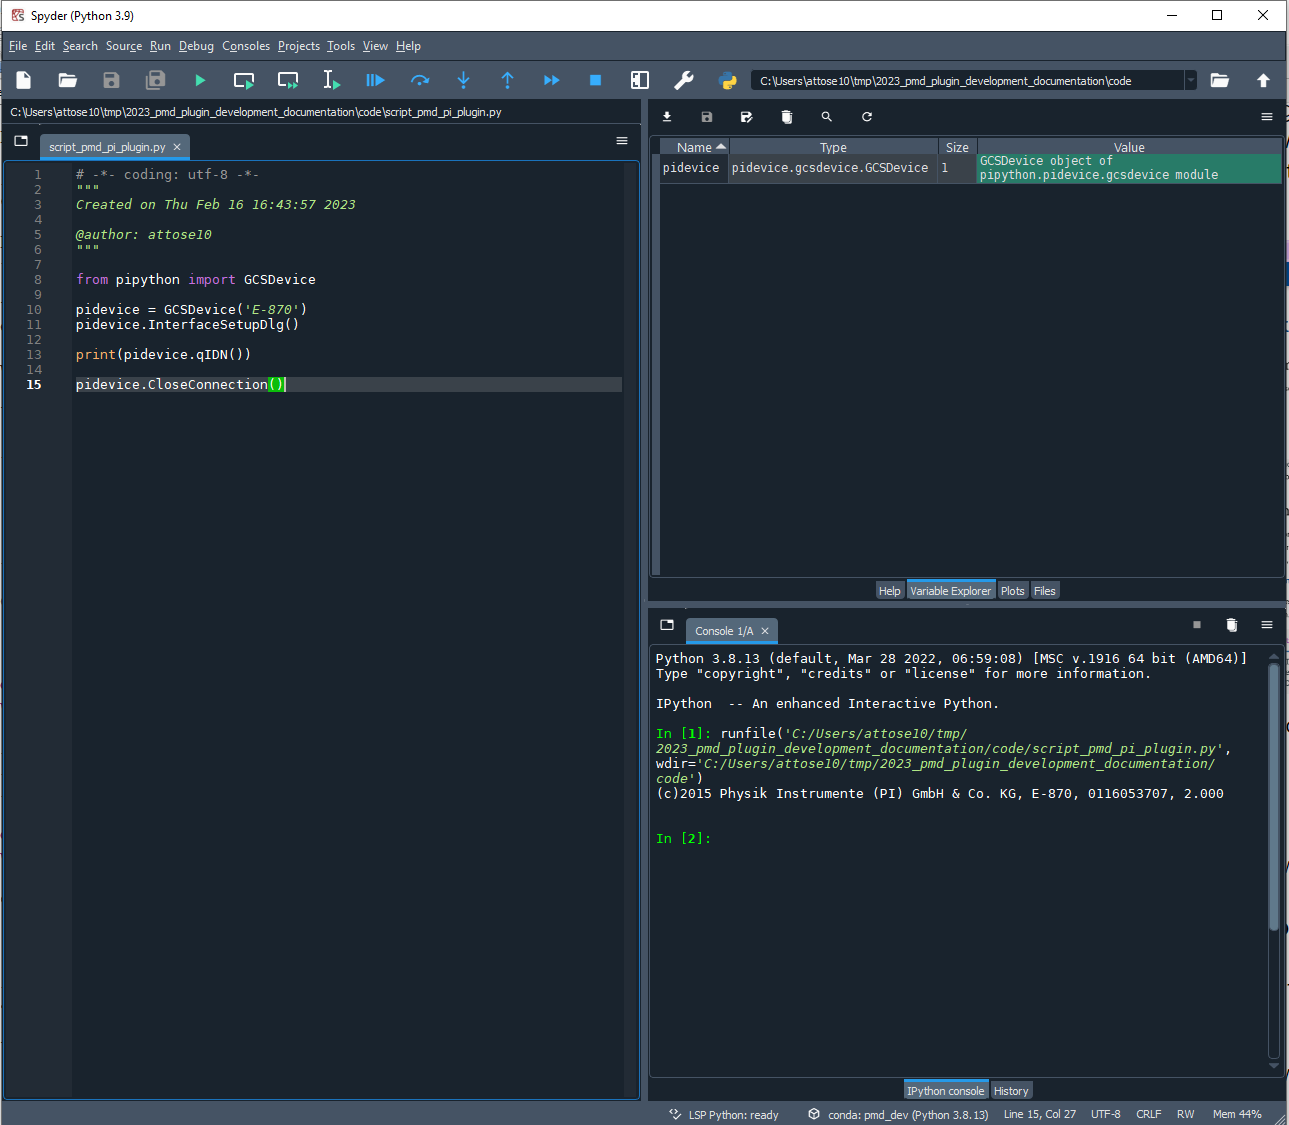 Spyder (Python 3.9)
File Edit Search Source Run Debug Consoles Projects Tools View Help
C:\Users\attose10\tmp\2023_pmd_plugin_development_documentation\code
C:\Users\attose10\tmp\2023_pmd_plugin_development_documentation\code\script_pmd_pi_plugin.py
script_pmd_pi_plugin.py
1 # -*- coding: utf-8 -*-
2 """
3 Created on Thu Feb 16 16:43:57 2023
4
5 @author: attose10
6 """
7
8 from pipython import GCSDevice
9
10 pidevice = GCSDevice('E-870')
11 pidevice.InterfaceSetupDlg()
12
13 print(pidevice.qIDN())
14
15 pidevice.CloseConnection()
Name Type Size Value
pidevice pidevice.gcsdevice.GCSDevice 1 GCSDevice object of
pipython.pidevice.gcsdevice module
Help Variable Explorer Plots Files
Console 1/A
Python 3.8.13 (default, Mar 28 2022, 06:59:08) [MSC v.1916 64 bit (AMD64)]
Type "copyright", "credits" or "license" for more information.
IPython  -- An enhanced Interactive Python.
In [1]: runfile('C:/Users/attose10/tmp/
2023_pmd_plugin_development_documentation/code/script_pmd_pi_plugin.py',
wdir='C:/Users/attose10/tmp/2023_pmd_plugin_development_documentation/
code')
(c)2015 Physik Instrumente (PI) GmbH & Co. KG, E-870, 0116053707, 2.000
In [2]:
IPython console History
LSP Python: ready conda: pmd_dev (Python 3.8.13) Line 15, Col 27 UTF-8 CRLF RW Mem 44%